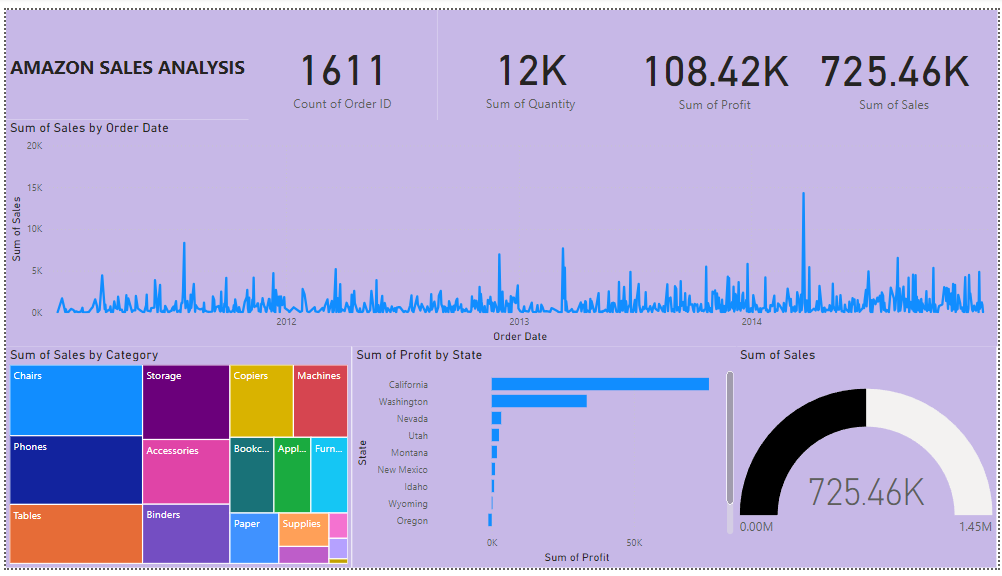 AMAZON SALES ANALYSIS
1611
Count of Order ID
12K
Sum of Quantity
108.42K
Sum of Profit
725.46K
Sum of Sales
Sum of Sales by Order Date
Sum of Sales
20K
15K
10K
5K
0K
2012
2013
2014
Order Date
Sum of Sales by Category
Chairs
Storage
Copiers
Machines
Phones
Accessories
Bookc...
Appl...
Furn...
Tables
Binders
Paper
Supplies
Sum of Profit by State
State
California
Washington
Nevada
Utah
Montana
New Mexico
Idaho
Wyoming
Oregon
0K
50K
Sum of Profit
Sum of Sales
725.46K
0.00M
1.45M